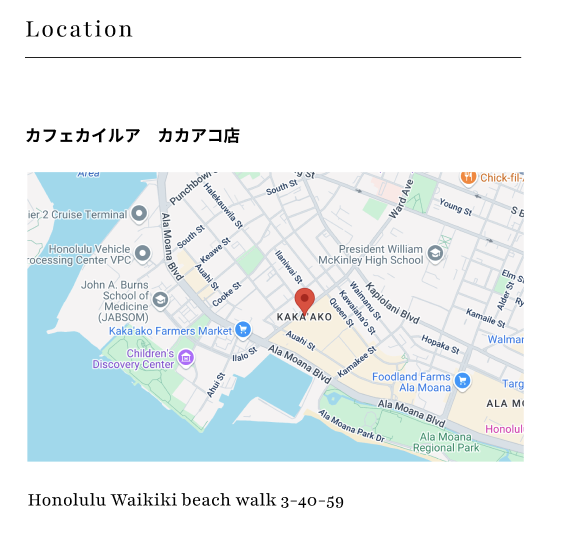 Location
カフェカイルア　カカアコ店
Area
Punchbowl
South St
g St
Chick-fil-
Ward Ave
Young St
S B
Halekauwila St
ier 2 Cruise Terminal
Ala Moana Blvd
South St
Keawe St
Honolulu Vehicle
rocessing Center VPC
President William
McKinley High School
Auahi St
Ilaniwai St
Elm S
Alder St
John A. Burns
School of
Medicine
(JABSOM)
Cooke St
Waimanu St
Kapiolani Blvd
Kawaiaha'o St
Queen St
KAKA'AKO
Kamaile St
Kaka'ako Farmers Market
Auahi St
Hopaka St
Walmar
Children's
Discovery Center
Ilalo St
Ala Moana Blvd
Kamakee St
Foodland Farms
Ala Moana
Targ
Ahui St
Ala Moana Blvd
ALA MO
Ala Moana Park Dr
Honolul
Ala Moana
Regional Park
Honolulu Waikiki beach walk 3-40-59